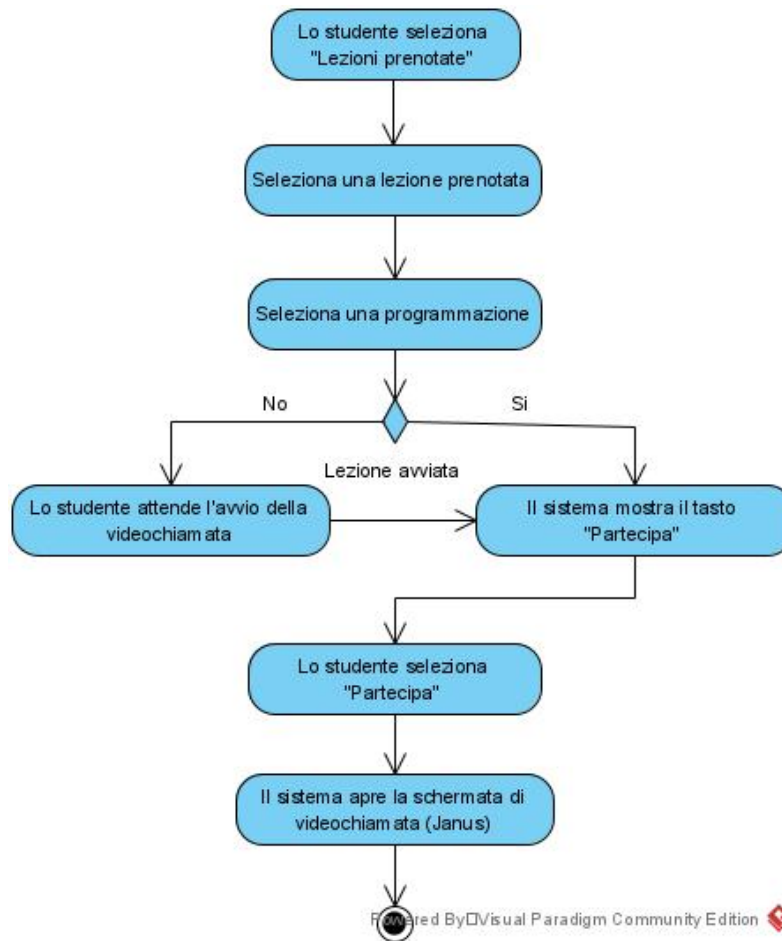 Lo studente seleziona
"Lezioni prenotate"
Seleziona una lezione prenotata
Seleziona una programmazione
No
Si
Lezione avviata
Lo studente attende l'avvio della
videochiamata
Il sistema mostra il tasto
"Partecipa"
Lo studente seleziona
"Partecipa"
Il sistema apre la schermata di
videochiamata (Janus)
Powered By□Visual Paradigm Community Edition